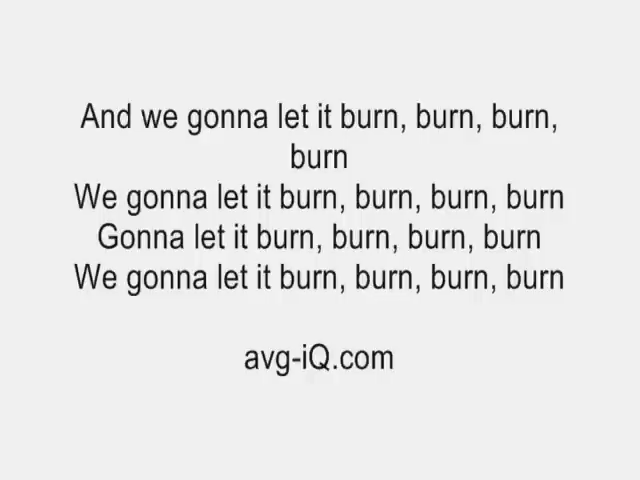 And we gonna let it burn, burn, burn,
burn
We gonna let it burn, burn, burn, burn
Gonna let it burn, burn, burn, burn
We gonna let it burn, burn, burn, burn
avg-iQ.com